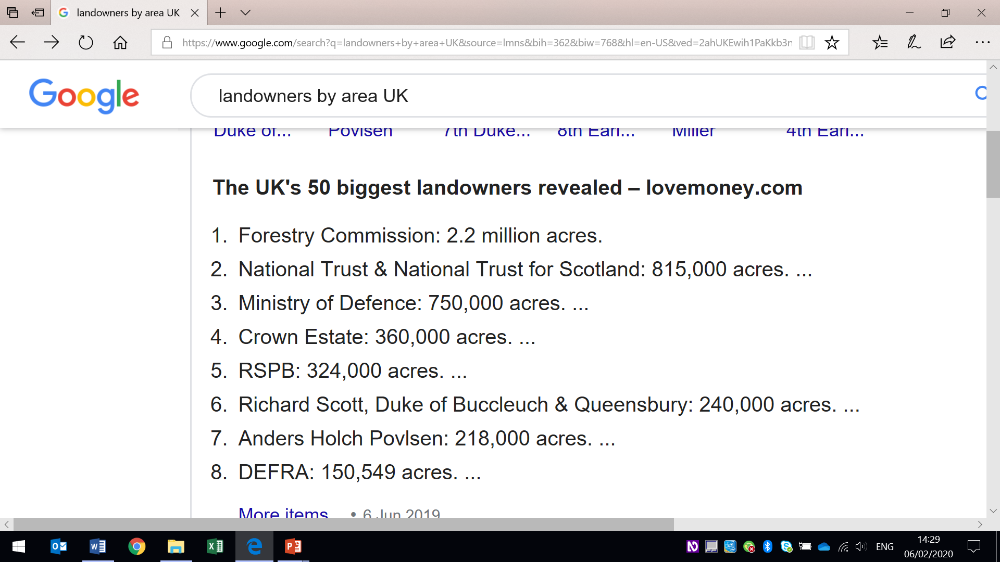 landowners by area UK
https://www.google.com/search?q=landowners+by+area+UK&source=lmns&bih=362&biw=768&hl=en-US&ved=2ahUKEwih1PaKkb3n
Google
landowners by area UK
Duke of...
Povlsen
7th Duke...
8th Earl...
Miller
4th Earl...
The UK's 50 biggest landowners revealed – lovemoney.com
1. Forestry Commission: 2.2 million acres.
2. National Trust & National Trust for Scotland: 815,000 acres. ...
3. Ministry of Defence: 750,000 acres. ...
4. Crown Estate: 360,000 acres. ...
5. RSPB: 324,000 acres. ...
6. Richard Scott, Duke of Buccleuch & Queensbury: 240,000 acres. ...
7. Anders Holch Povlsen: 218,000 acres. ...
8. DEFRA: 150,549 acres. ...
More items • 6 Jun 2019
ENG
14:29
06/02/2020